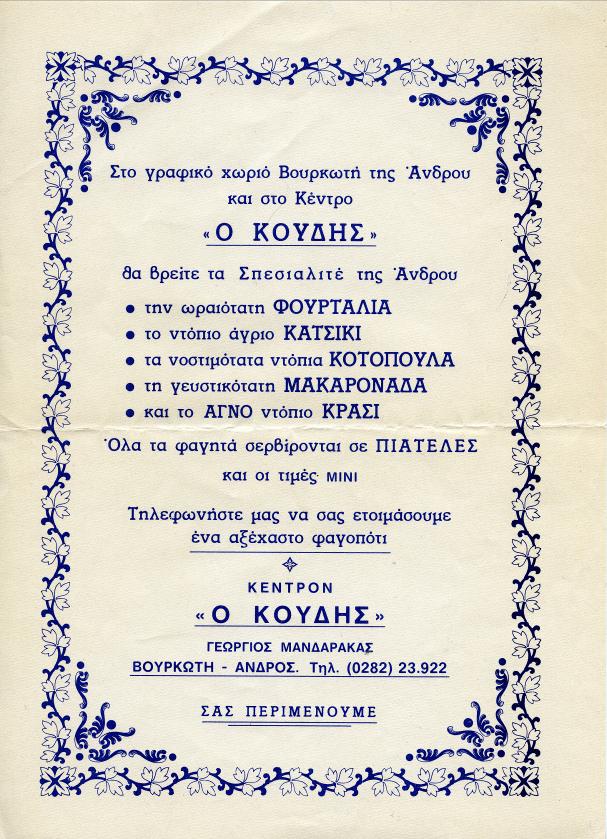 Στο γραφικό χωριό Βουρκωτή της Άνδρου
και στο Κέντρο
«Ο ΚΟΥΔΗΣ»
θα βρείτε τα Σπεσιαλιτέ της Άνδρου
● την ωραιότατη ΦΟΥΡΤΑΛΙΑ
● το ντόπιο άγριο ΚΑΤΣΙΚΙ
● τα νοστιμότατα ντόπια ΚΟΤΟΠΟΥΛΑ
● τη γευστικότατη ΜΑΚΑΡΟΝΑΔΑ
● και το ΑΓΝΟ ντόπιο ΚΡΑΣΙ
Όλα τα φαγητά σερβίρονται σε ΠΙΑΤΕΛΕΣ
και οι τιμές ΜΙΝΙ
Τηλεφωνήστε μας να σας ετοιμάσουμε
ένα αξέχαστο φαγοπότι
ΚΕΝΤΡΟΝ
«Ο ΚΟΥΔΗΣ»
ΓΕΩΡΓΙΟΣ ΜΑΝΔΑΡΑΚΑΣ
ΒΟΥΡΚΩΤΗ - ΑΝΔΡΟΣ. Τηλ. (0282) 23.922
ΣΑΣ ΠΕΡΙΜΕΝΟΥΜΕ